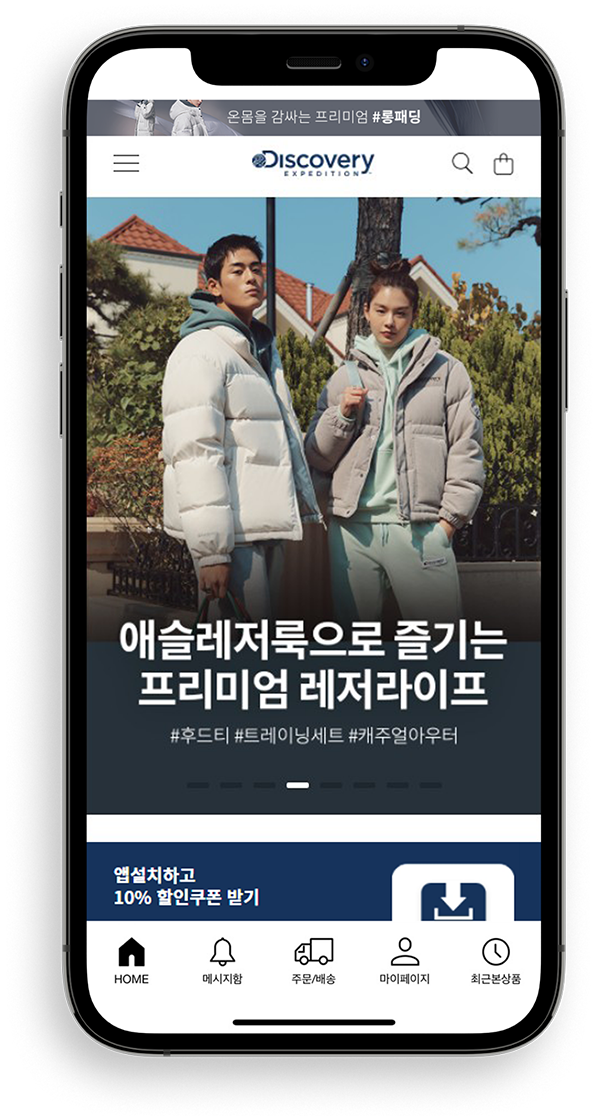 온몸을 감싸는 프리미엄 #롱패딩
Discovery
EXPEDITION
애슬레저룩으로 즐기는
프리미엄 레저라이프
#후드티 #트레이닝세트 #캐주얼아우터
앱설치하고
10% 할인쿠폰 받기
HOME
메시지함
주문/배송
마이페이지
최근본상품